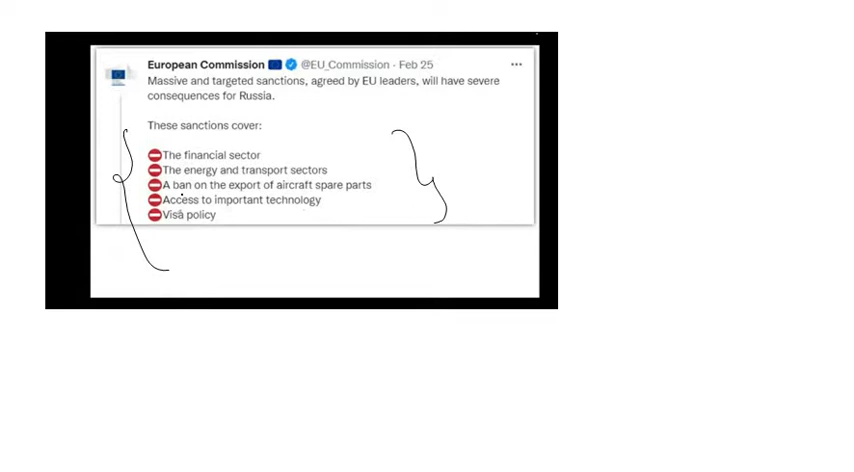 European Commission @EU_Commission · Feb 25
Massive and targeted sanctions, agreed by EU leaders, will have severe
consequences for Russia.
These sanctions cover:
The financial sector
The energy and transport sectors
A ban on the export of aircraft spare parts
Access to important technology
Visa policy